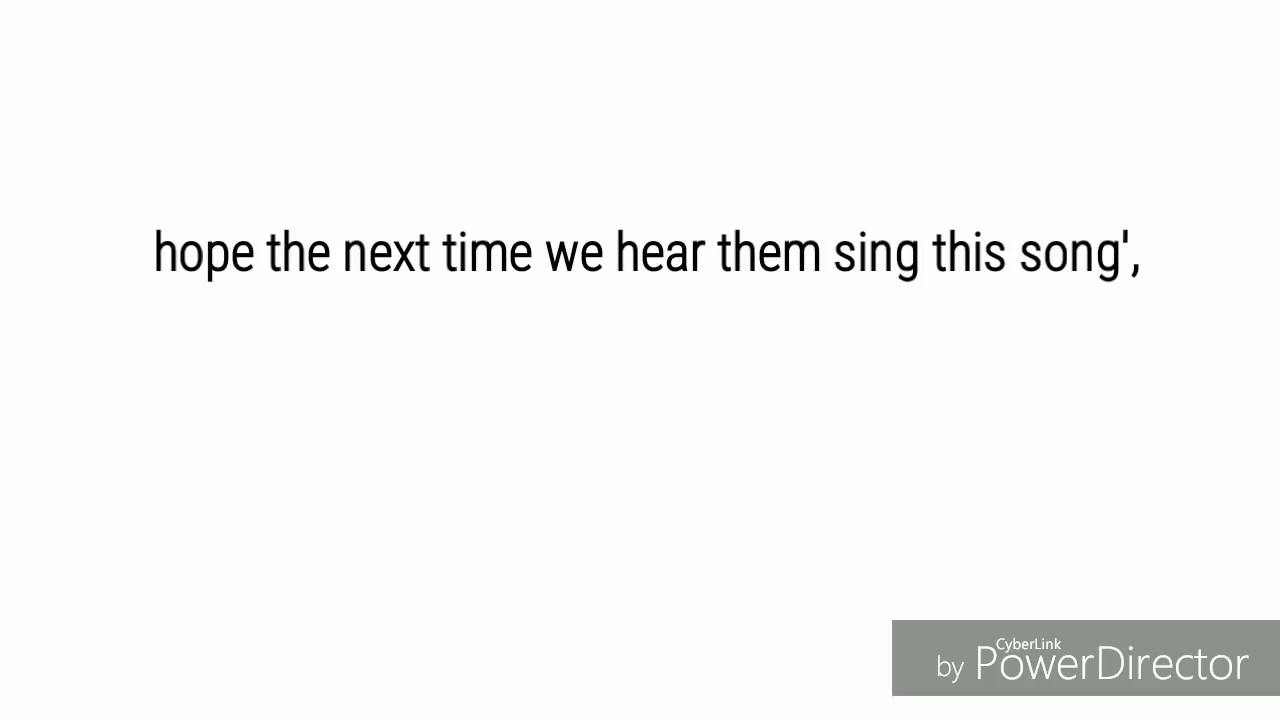 hope the next time we hear them sing this song',
CyberLink
by PowerDirector